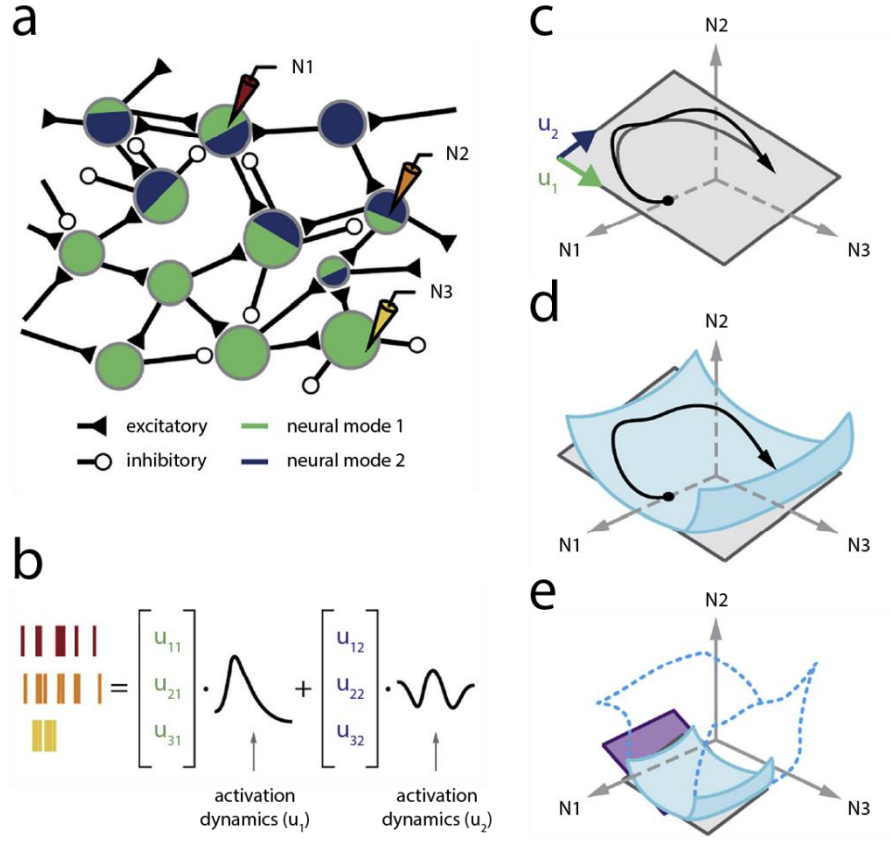 a
N1
N2
N3
excitatory
neural mode 1
inhibitory
neural mode 2
b
=
u11
u21
u31
·
+
u12
u22
u32
·
activation
dynamics (u1)
activation
dynamics (u2)
c
N2
u2
u1
N1
N3
d
N2
N1
N3
e
N2
N1
N3